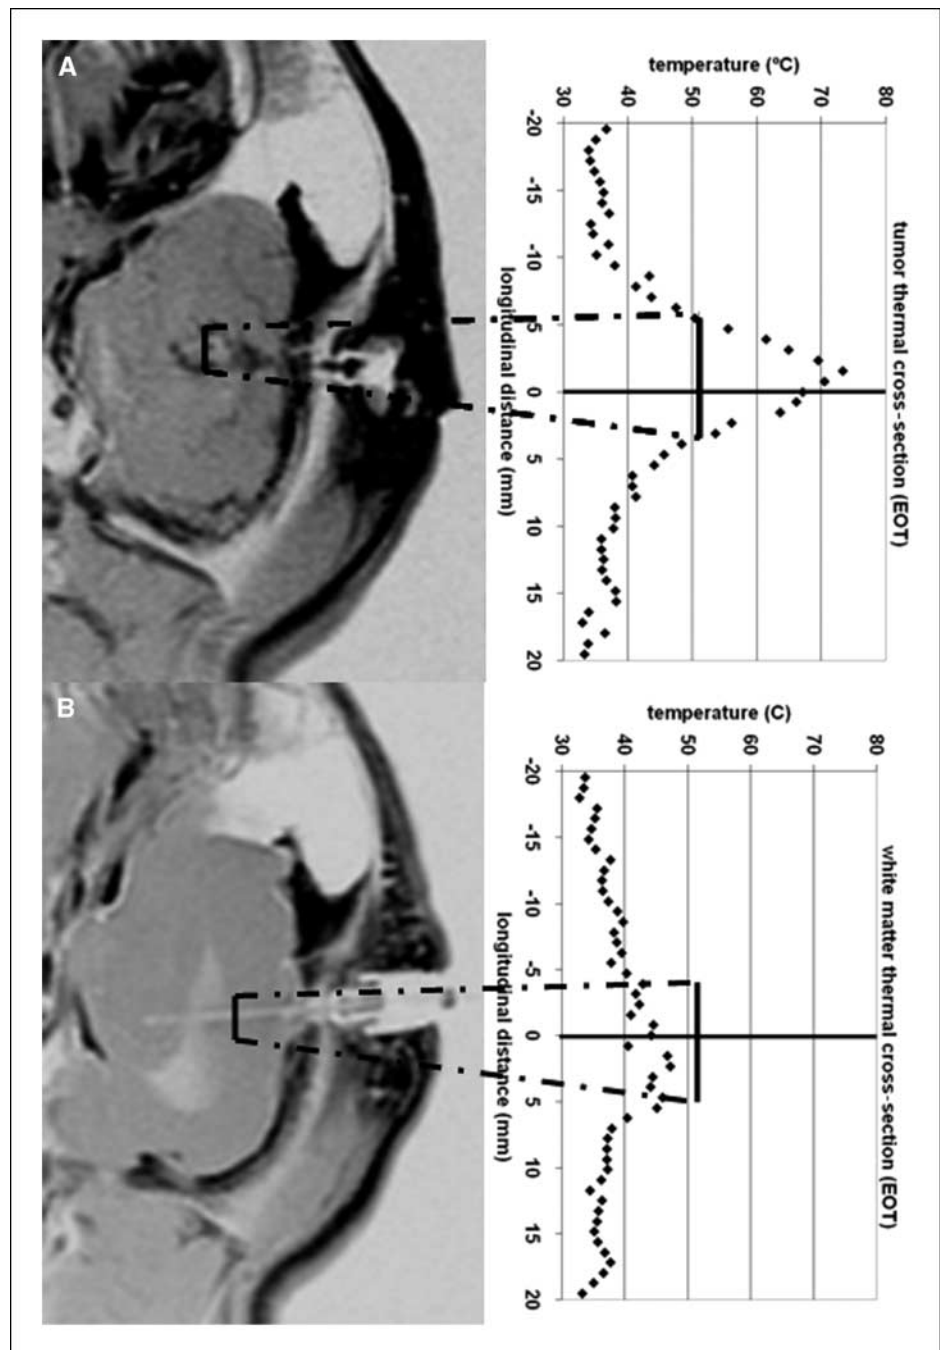 A
temperature (ºC)
30 40 50 60 70 80
-20 -15 -10 -5 0 5 10 15 20
longitudinal distance (mm)
tumor thermal cross-section (EOT)
B
temperature (C)
30 40 50 60 70 80
-20 -15 -10 -5 0 5 10 15 20
longitudinal distance (mm)
white matter thermal cross-section (EOT)